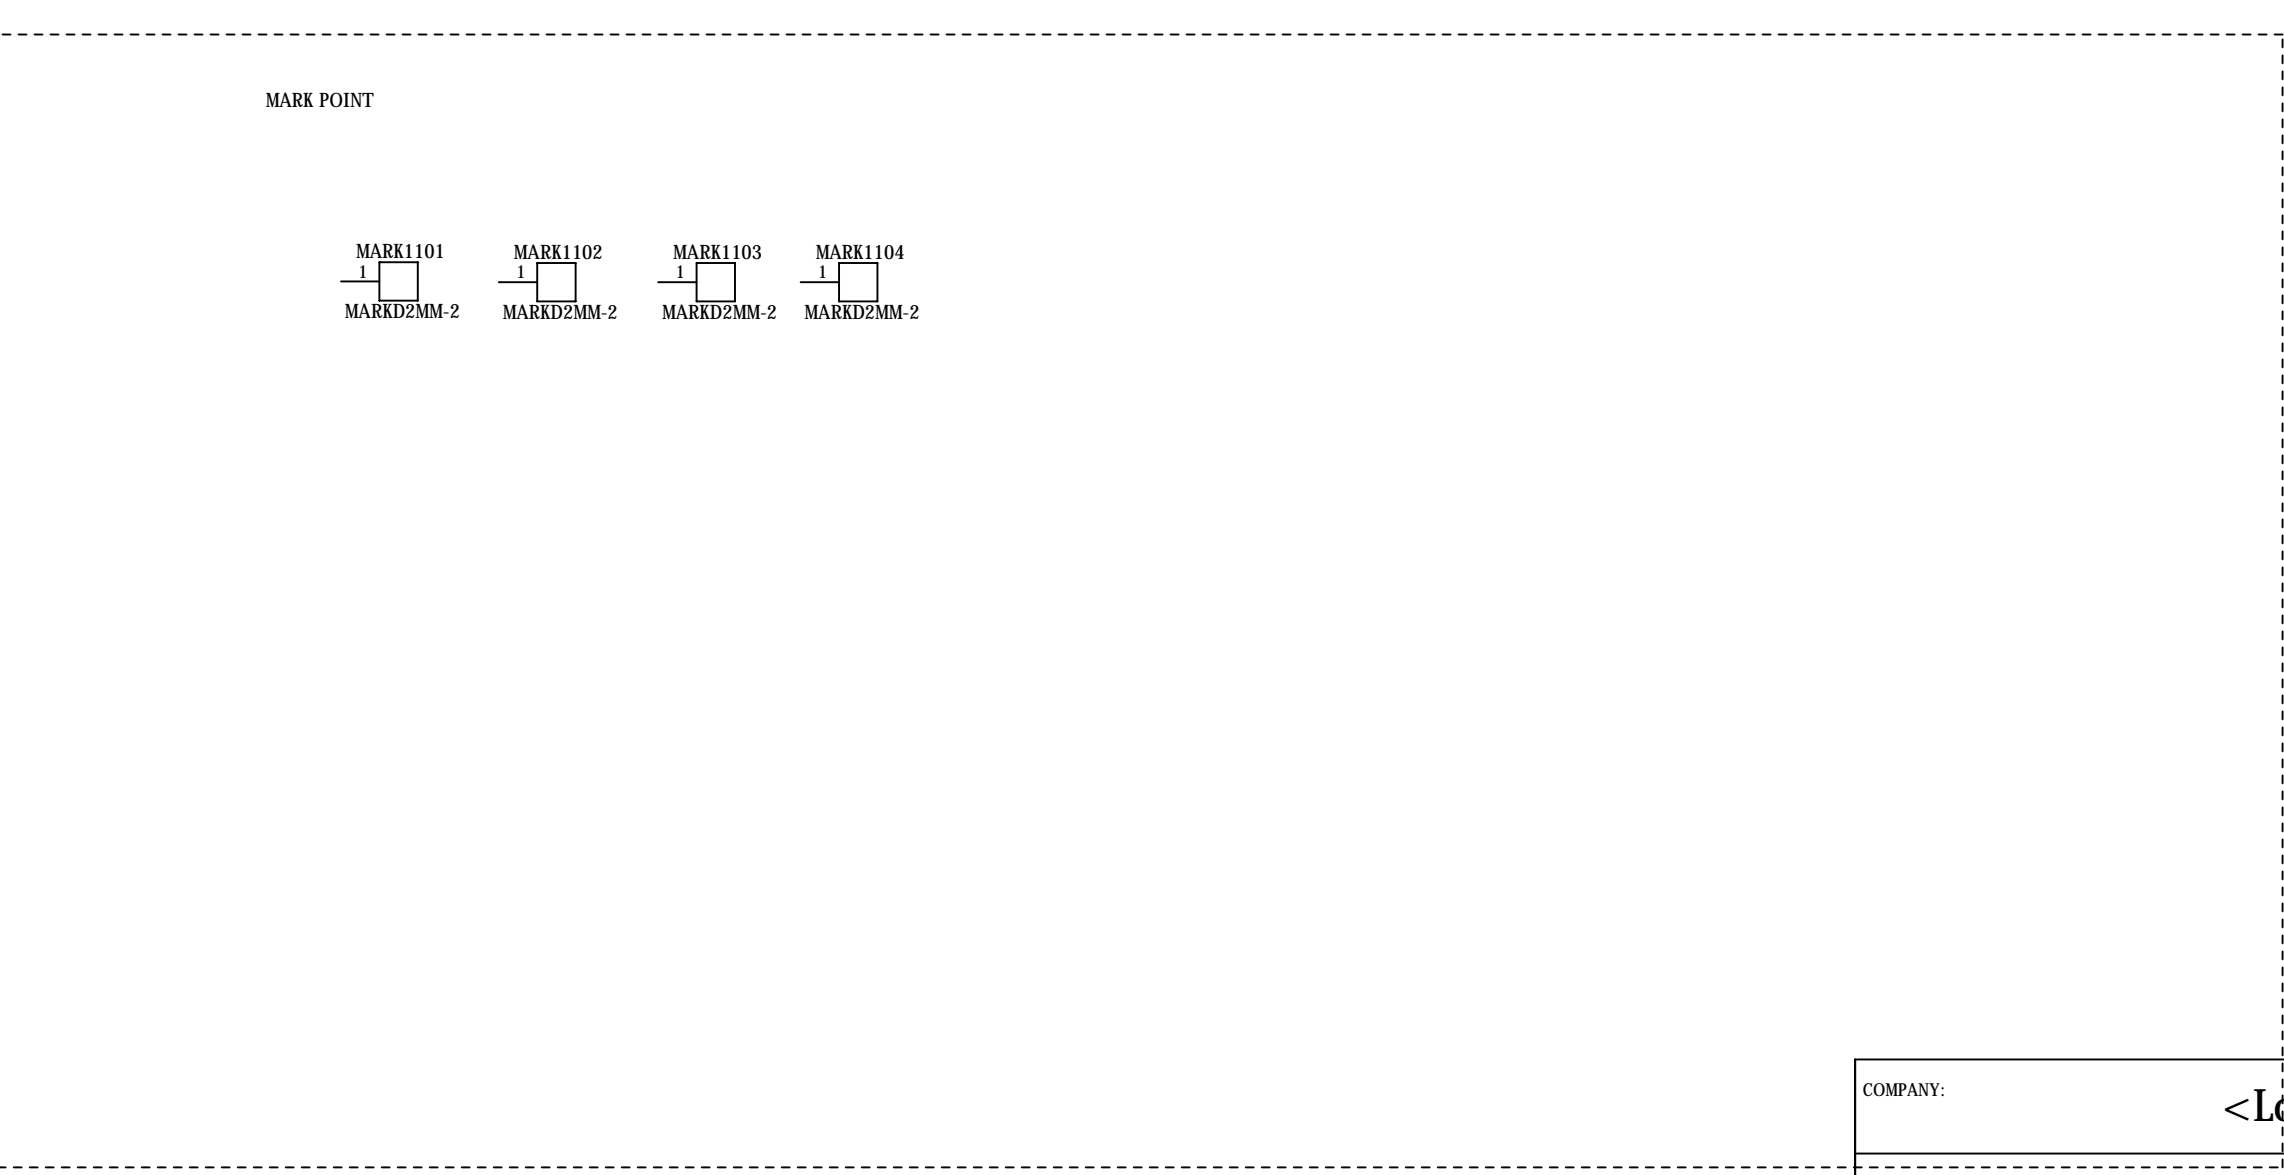 MARK POINT
MARK1101 MARK1102 MARK1103 MARK1104
1 1 1 1
MARKD2MM-2 MARKD2MM-2 MARKD2MM-2 MARKD2MM-2
COMPANY: